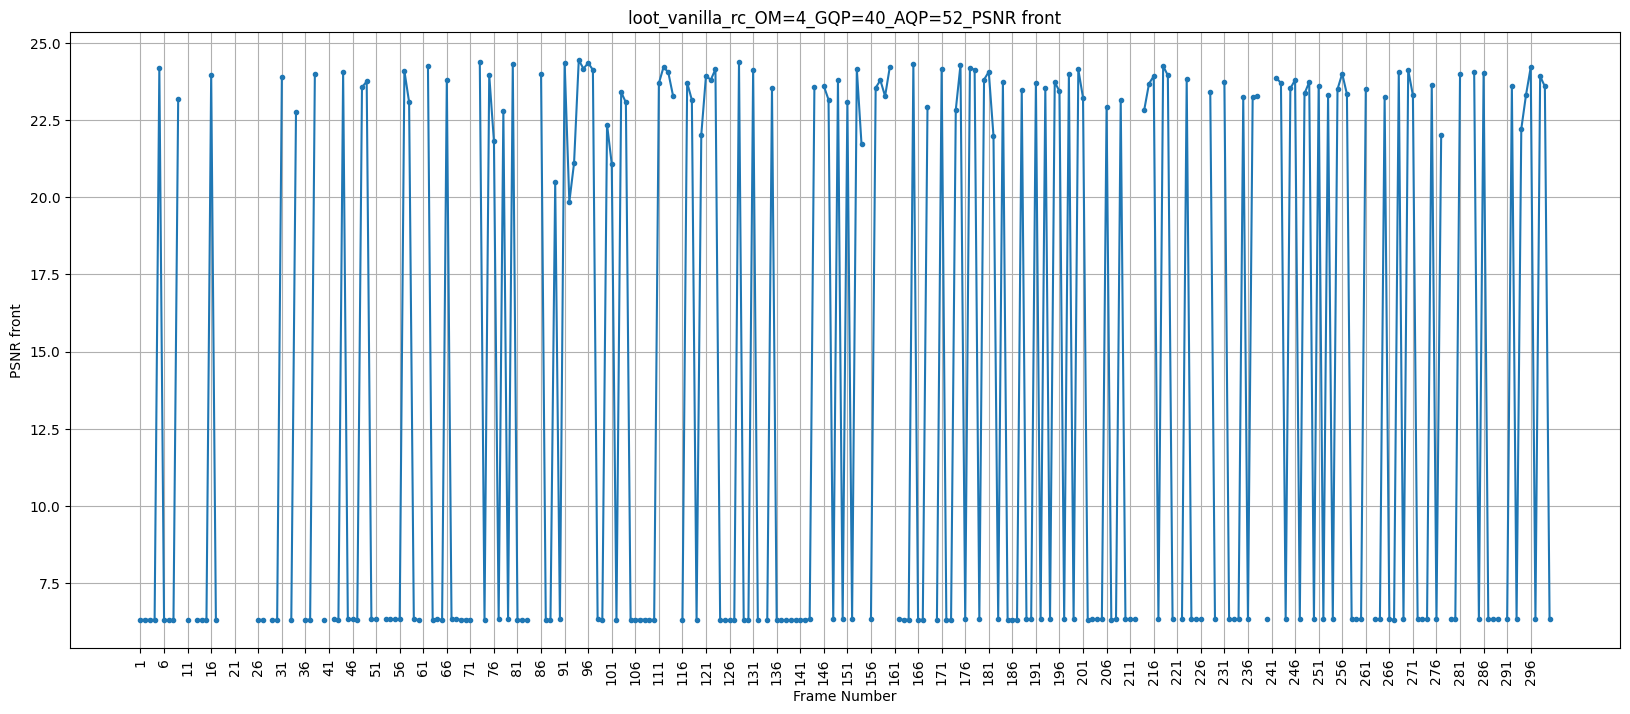 loot_vanilla_rc_OM=4_GQP=40_AQP=52_PSNR front
PSNR front
25.0
22.5
20.0
17.5
15.0
12.5
10.0
7.5
1 6 11 16 21 26 31 36 41 46 51 56 61 66 71 76 81 86 91 96 101 106 111 116 121 126 131 136 141 146 151 156 161 166 171 176 181 186 191 196 201 206 211 216 221 226 231 236 241 246 251 256 261 266 271 276 281 286 291 296
Frame Number